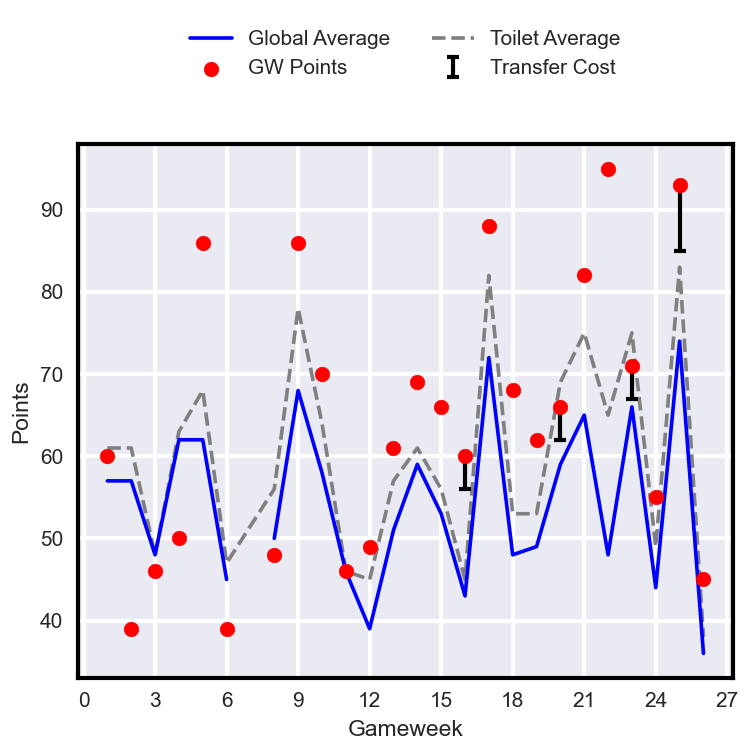 Global Average
Toilet Average
GW Points
Transfer Cost
90
80
70
60
50
40
Points
0 3 6 9 12 15 18 21 24 27
Gameweek